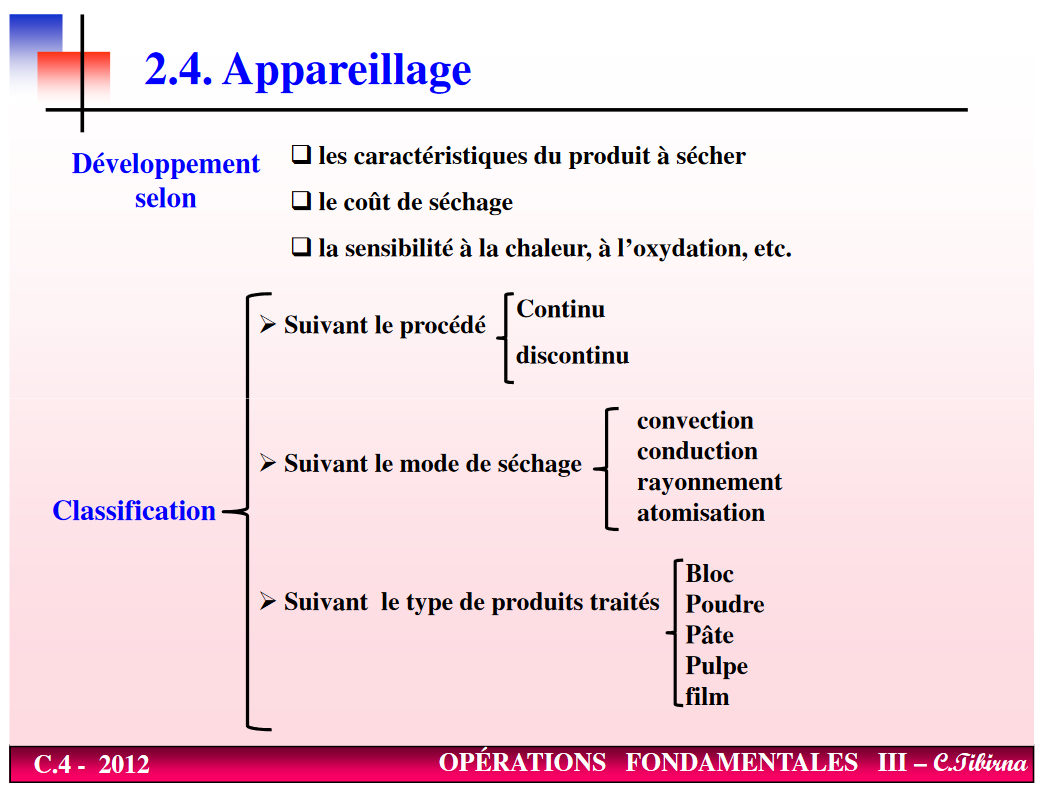 2.4. Appareillage
Développement
selon
❑ les caractéristiques du produit à sécher
❑ le coût de séchage
❑ la sensibilité à la chaleur, à l’oxydation, etc.
Classification
➢ Suivant le procédé
Continu
discontinu
➢ Suivant le mode de séchage
convection
conduction
rayonnement
atomisation
➢ Suivant le type de produits traités
Bloc
Poudre
Pâte
Pulpe
film
C.4 - 2012
OPÉRATIONS FONDAMENTALES III – C.Tibirna